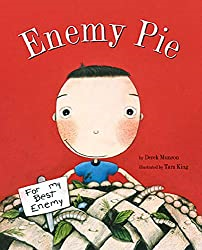 Enemy Pie
by Derek Munson
illustrated by Tara King
For my
Best
Enemy